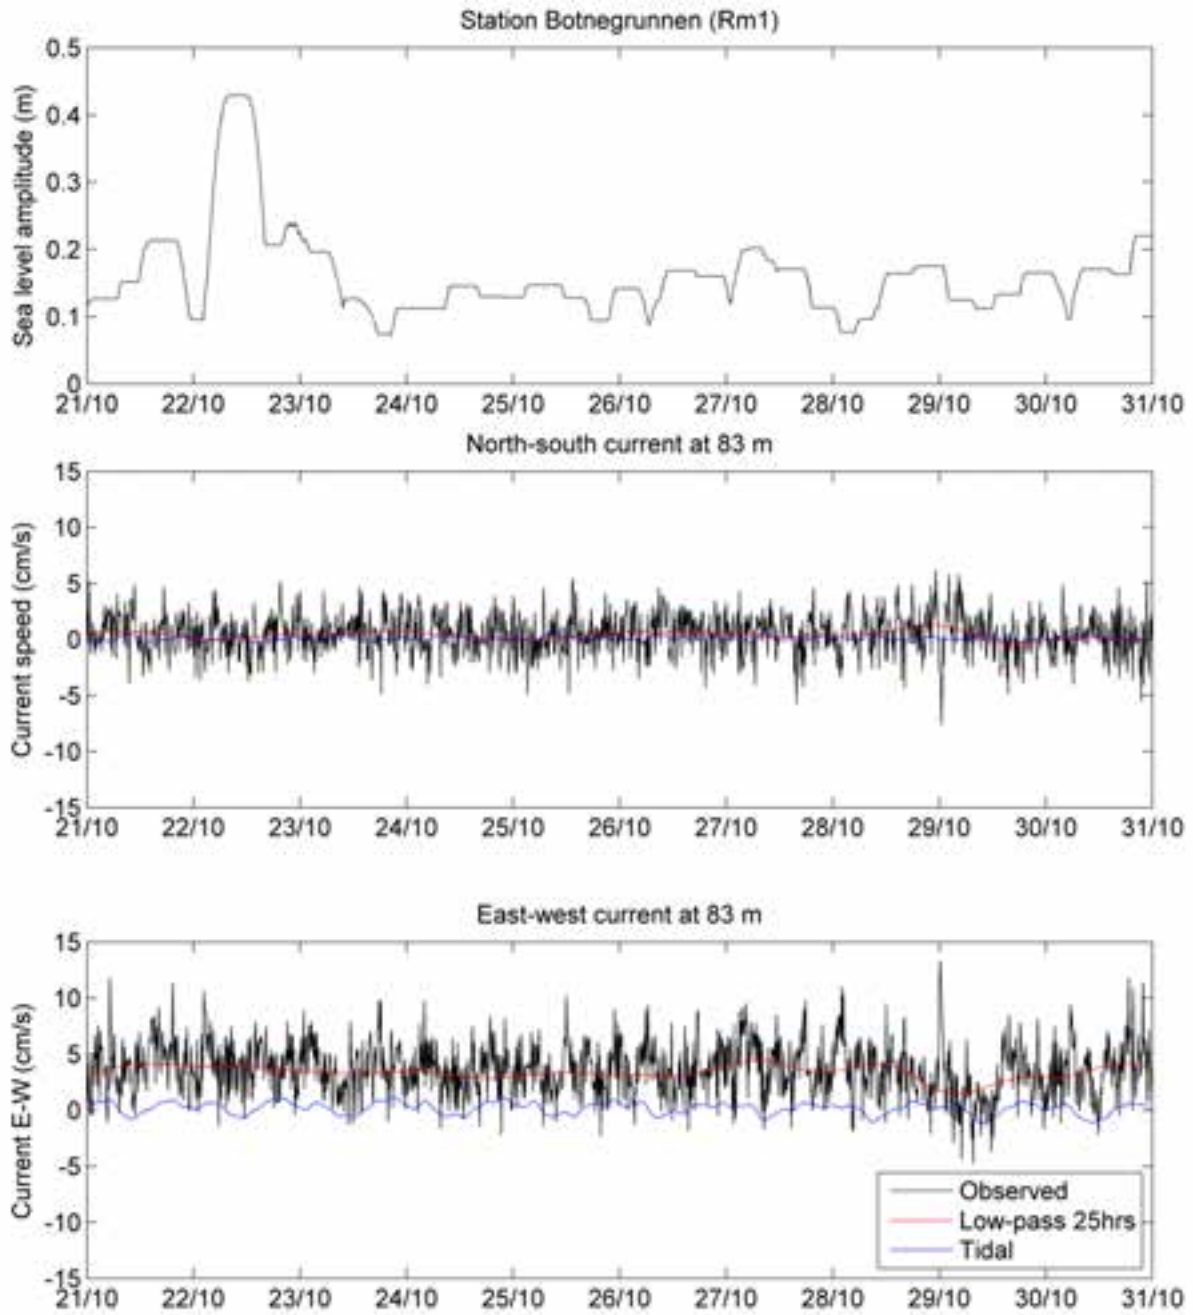 Station Botnegrunnen (Rm1)
Sea level amplitude (m)
0.5
0.4
0.3
0.2
0.1
0
21/10 22/10 23/10 24/10 25/10 26/10 27/10 28/10 29/10 30/10 31/10
North-south current at 83 m
Current speed (cm/s)
15
10
5
0
-5
-10
-15
21/10 22/10 23/10 24/10 25/10 26/10 27/10 28/10 29/10 30/10 31/10
East-west current at 83 m
Current E-W (cm/s)
15
10
5
0
-5
-10
-15
21/10 22/10 23/10 24/10 25/10 26/10 27/10 28/10 29/10 30/10 31/10
Observed
Low-pass 25hrs
Tidal